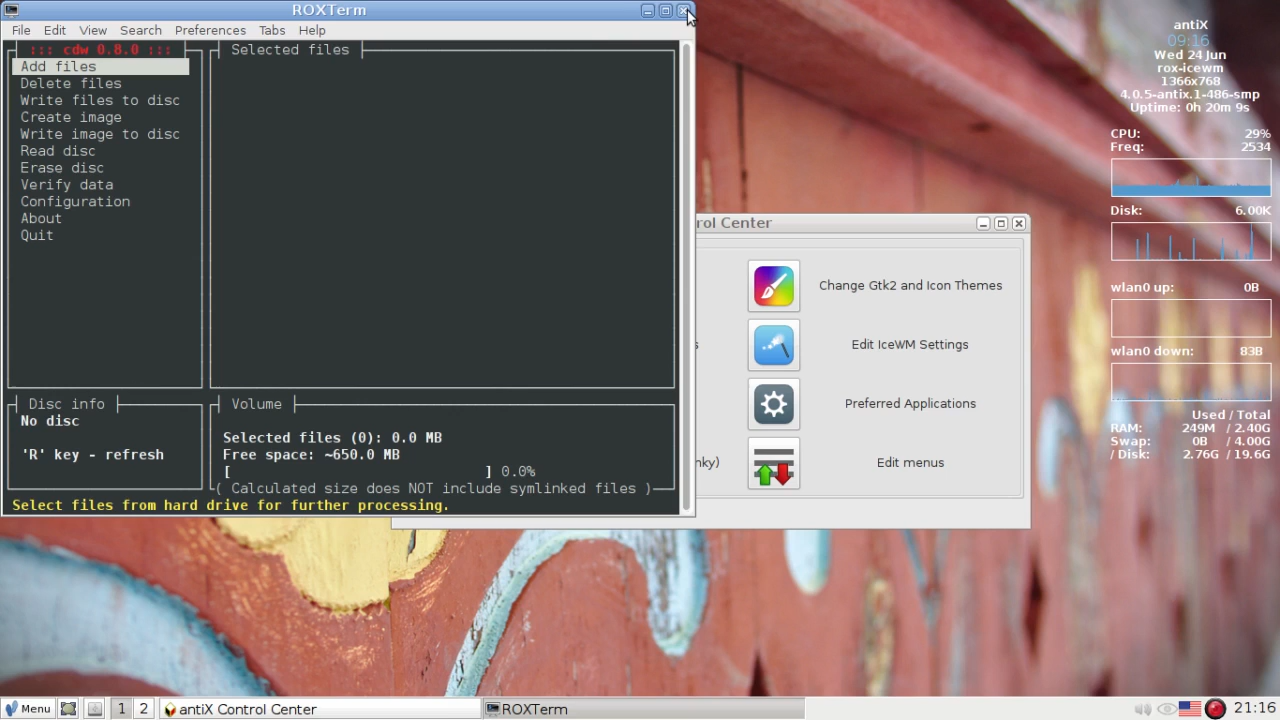 ROXTerm
File Edit View Search Preferences Tabs Help
::: cdw 0.8.0 :::
Add files
Delete files
Write files to disc
Create image
Write image to disc
Read disc
Erase disc
Verify data
Configuration
About
Quit
Selected files
Disc info
No disc
'R' key - refresh
Volume
Selected files (0): 0.0 MB
Free space: ~650.0 MB
[ ] 0.0%
( Calculated size does NOT include symlinked files )
Select files from hard drive for further processing.
rol Center
Change Gtk2 and Icon Themes
s
Edit IceWM Settings
Preferred Applications
nky)
Edit menus
antiX
09:16
Wed 24 Jun
rox-icewm
1366x768
4.0.5-antix.1-486-smp
Uptime: 0h 20m 9s
CPU: 29%
Freq: 2534
Disk: 6.00K
wlan0 up: 0B
wlan0 down: 83B
Used / Total
RAM: 249M / 2.40G
Swap: 0B / 4.00G
/ Disk: 2.76G / 19.6G
Menu 1 2 antiX Control Center ROXTerm 21:16